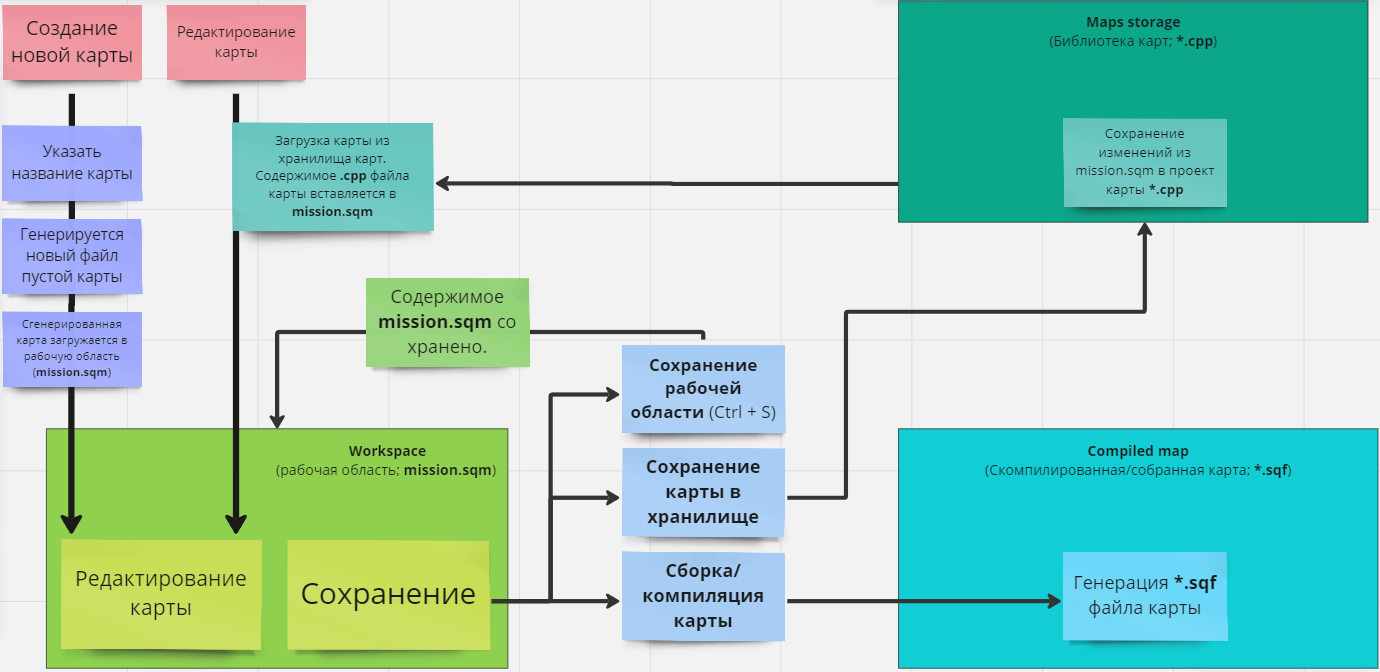 Создание
новой карты
Редактирование
карты
Maps storage
(Библиотека карт; *.cpp)
Указать
название карты
Загрузка карты из
хранилища карт.
Содержимое .cpp файла
карты вставляется в
mission.sqm
Сохранение
изменений из
mission.sqm в проект
карты *.cpp
Генерируется
новый файл
пустой карты
Сгенерированная
карта загружается в
рабочую область
(mission.sqm)
Содержимое
mission.sqm со
хранено.
Сохранение
рабочей
области (Ctrl + S)
Workspace
(рабочая область; mission.sqm)
Редактирование
карты
Сохранение
Сохранение
карты в
хранилище
Сборка/
компиляция
карты
Compiled map
(Скомпилированная/собранная карта; *.sqf)
Генерация *.sqf
файла карты